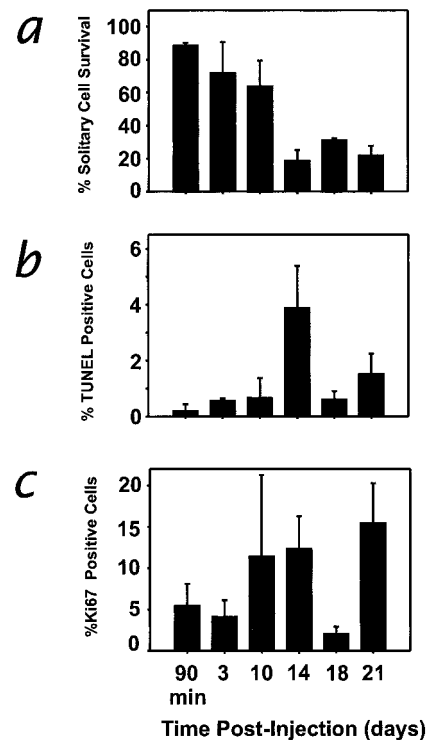 a
% Solitary Cell Survival
100
80
60
40
20
0
b
% TUNEL Positive Cells
6
4
2
0
c
%Ki67 Positive Cells
20
15
10
5
0
90 3 10 14 18 21
min
Time Post-Injection (days)